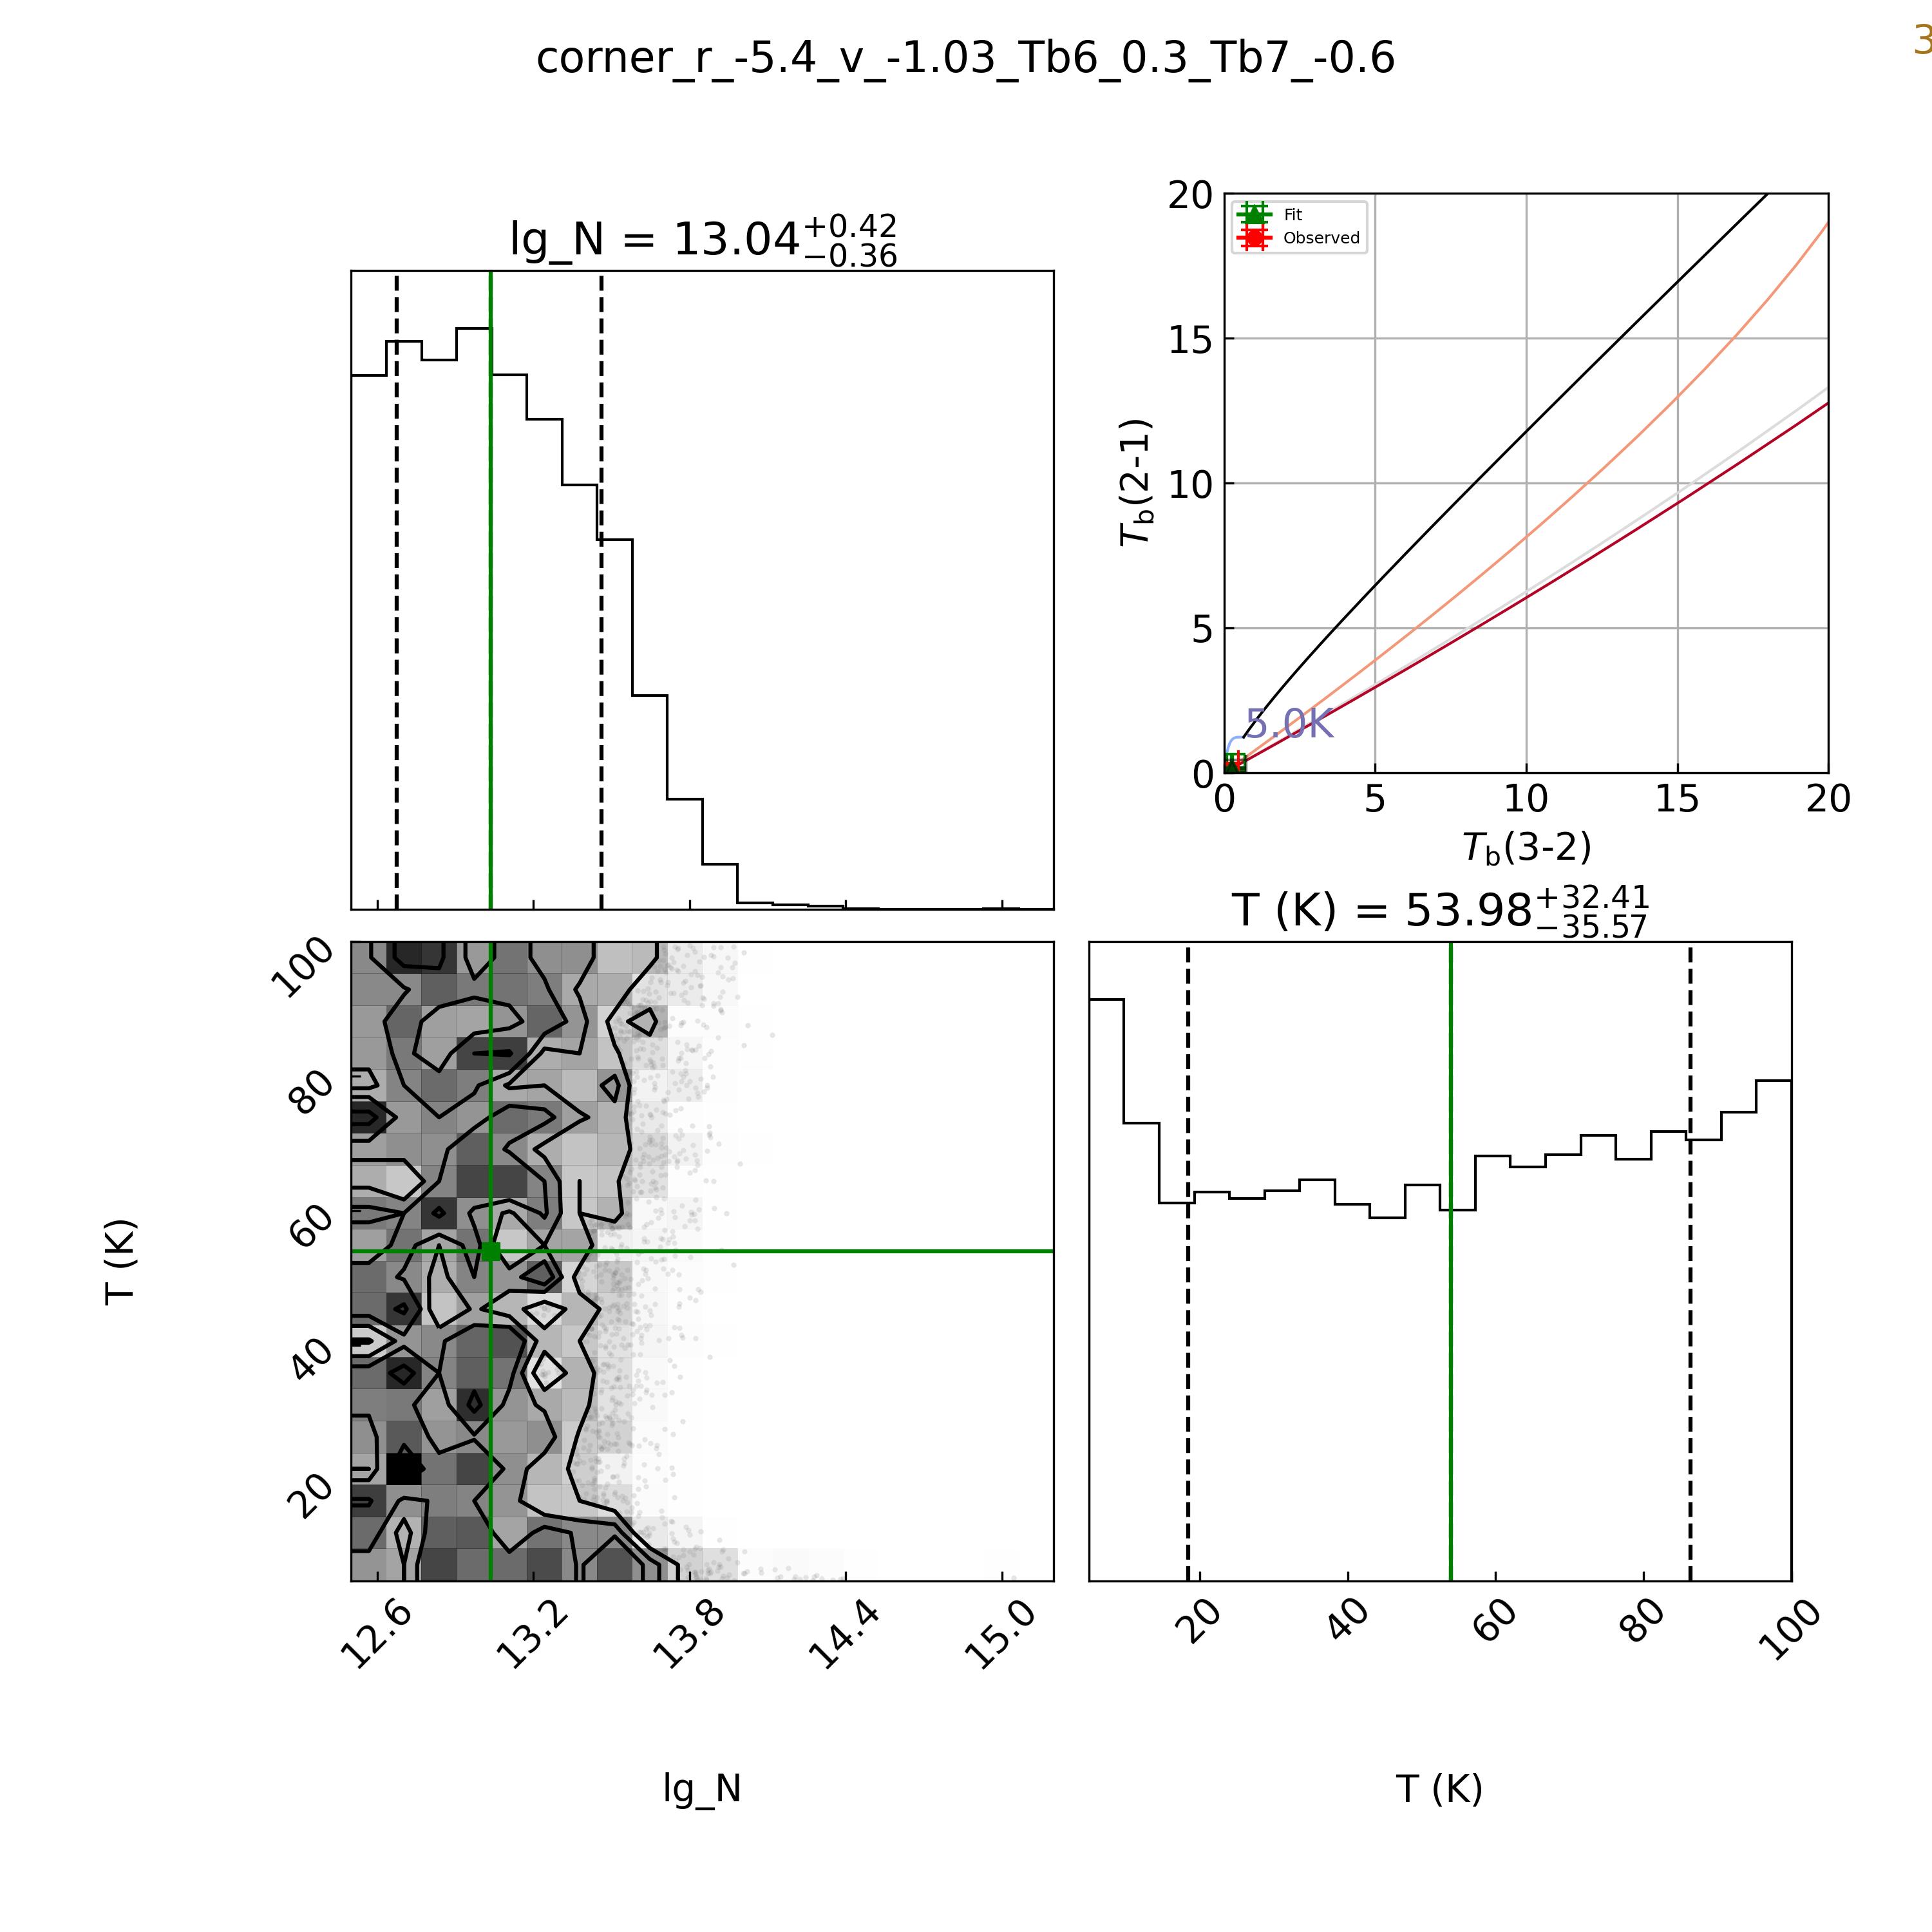 corner_r_-5.4_v_-1.03_Tb6_0.3_Tb7_-0.6
3
lg_N = 13.04 +0.42 −0.36
20
15
10
5
0
T_b(2-1)
Fit
Observed
5.0K
0 5 10 15 20
T_b(3-2)
T (K) = 53.98 +32.41 −35.57
100
80
60
40
20
T (K)
12.6 13.2 13.8 14.4 15.0
lg_N
20 40 60 80 100
T (K)